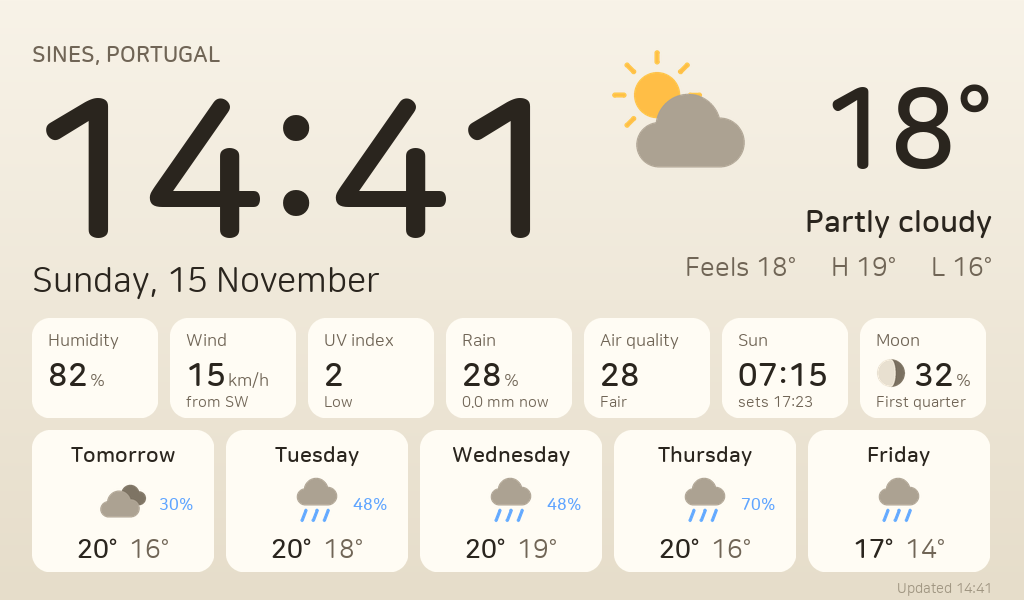 SINES, PORTUGAL
14:41
Sunday, 15 November
18°
Partly cloudy
Feels 18° H 19° L 16°
Humidity
82%
Wind
15 km/h
from SW
UV index
2
Low
Rain
28%
0.0 mm now
Air quality
28
Fair
Sun
07:15
sets 17:23
Moon
32%
First quarter
Tomorrow
30%
20° 16°
Tuesday
48%
20° 18°
Wednesday
48%
20° 19°
Thursday
70%
20° 16°
Friday
17° 14°
Updated 14:41